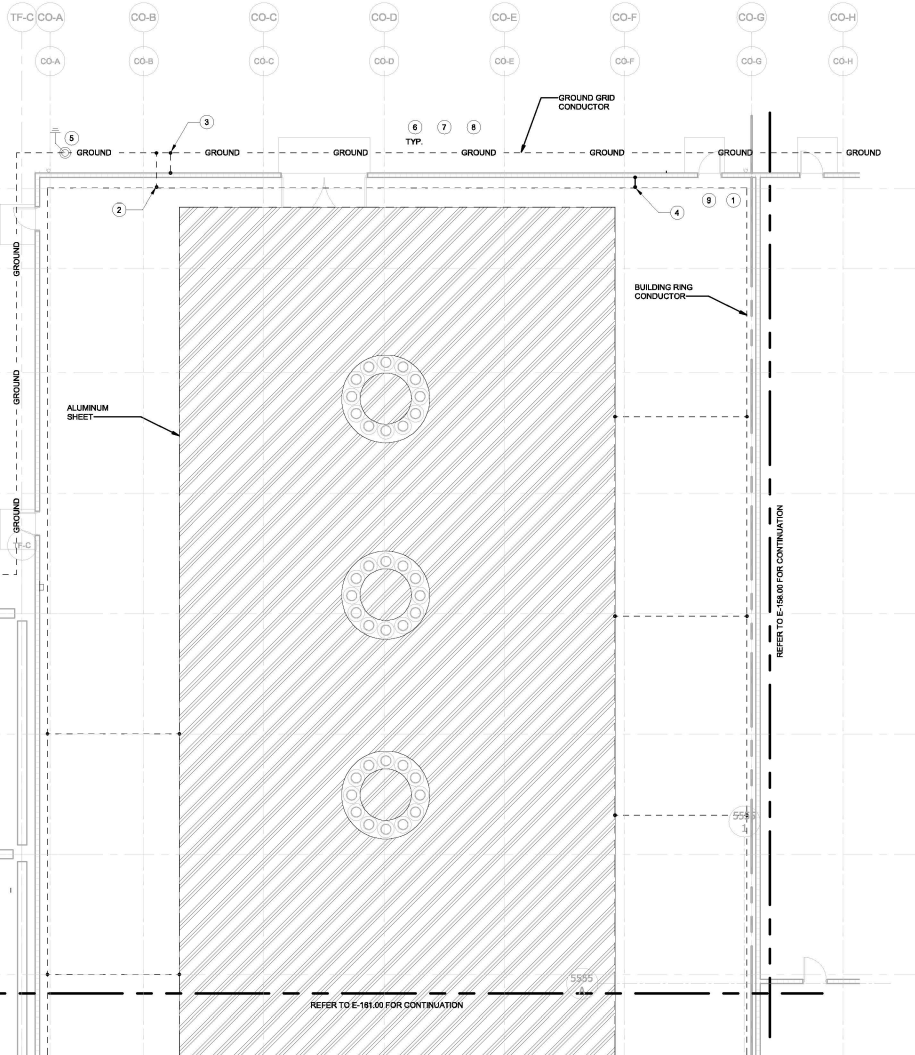 TF-C CO-A CO-B CO-C CO-D CO-E CO-F CO-G CO-H
CO-A CO-B CO-C CO-D CO-E CO-F CO-G CO-H
GROUND GRID
CONDUCTOR
3
6 7 8
TYP.
5
GROUND GROUND GROUND GROUND GROUND GROUND GROUND
2
4
9 1
GROUND
BUILDING RING
CONDUCTOR
GROUND
ALUMINUM
SHEET
GROUND
TF-C
REFER TO E-158.00 FOR CONTINUATION
5555
1
5555
REFER TO E-161.00 FOR CONTINUATION